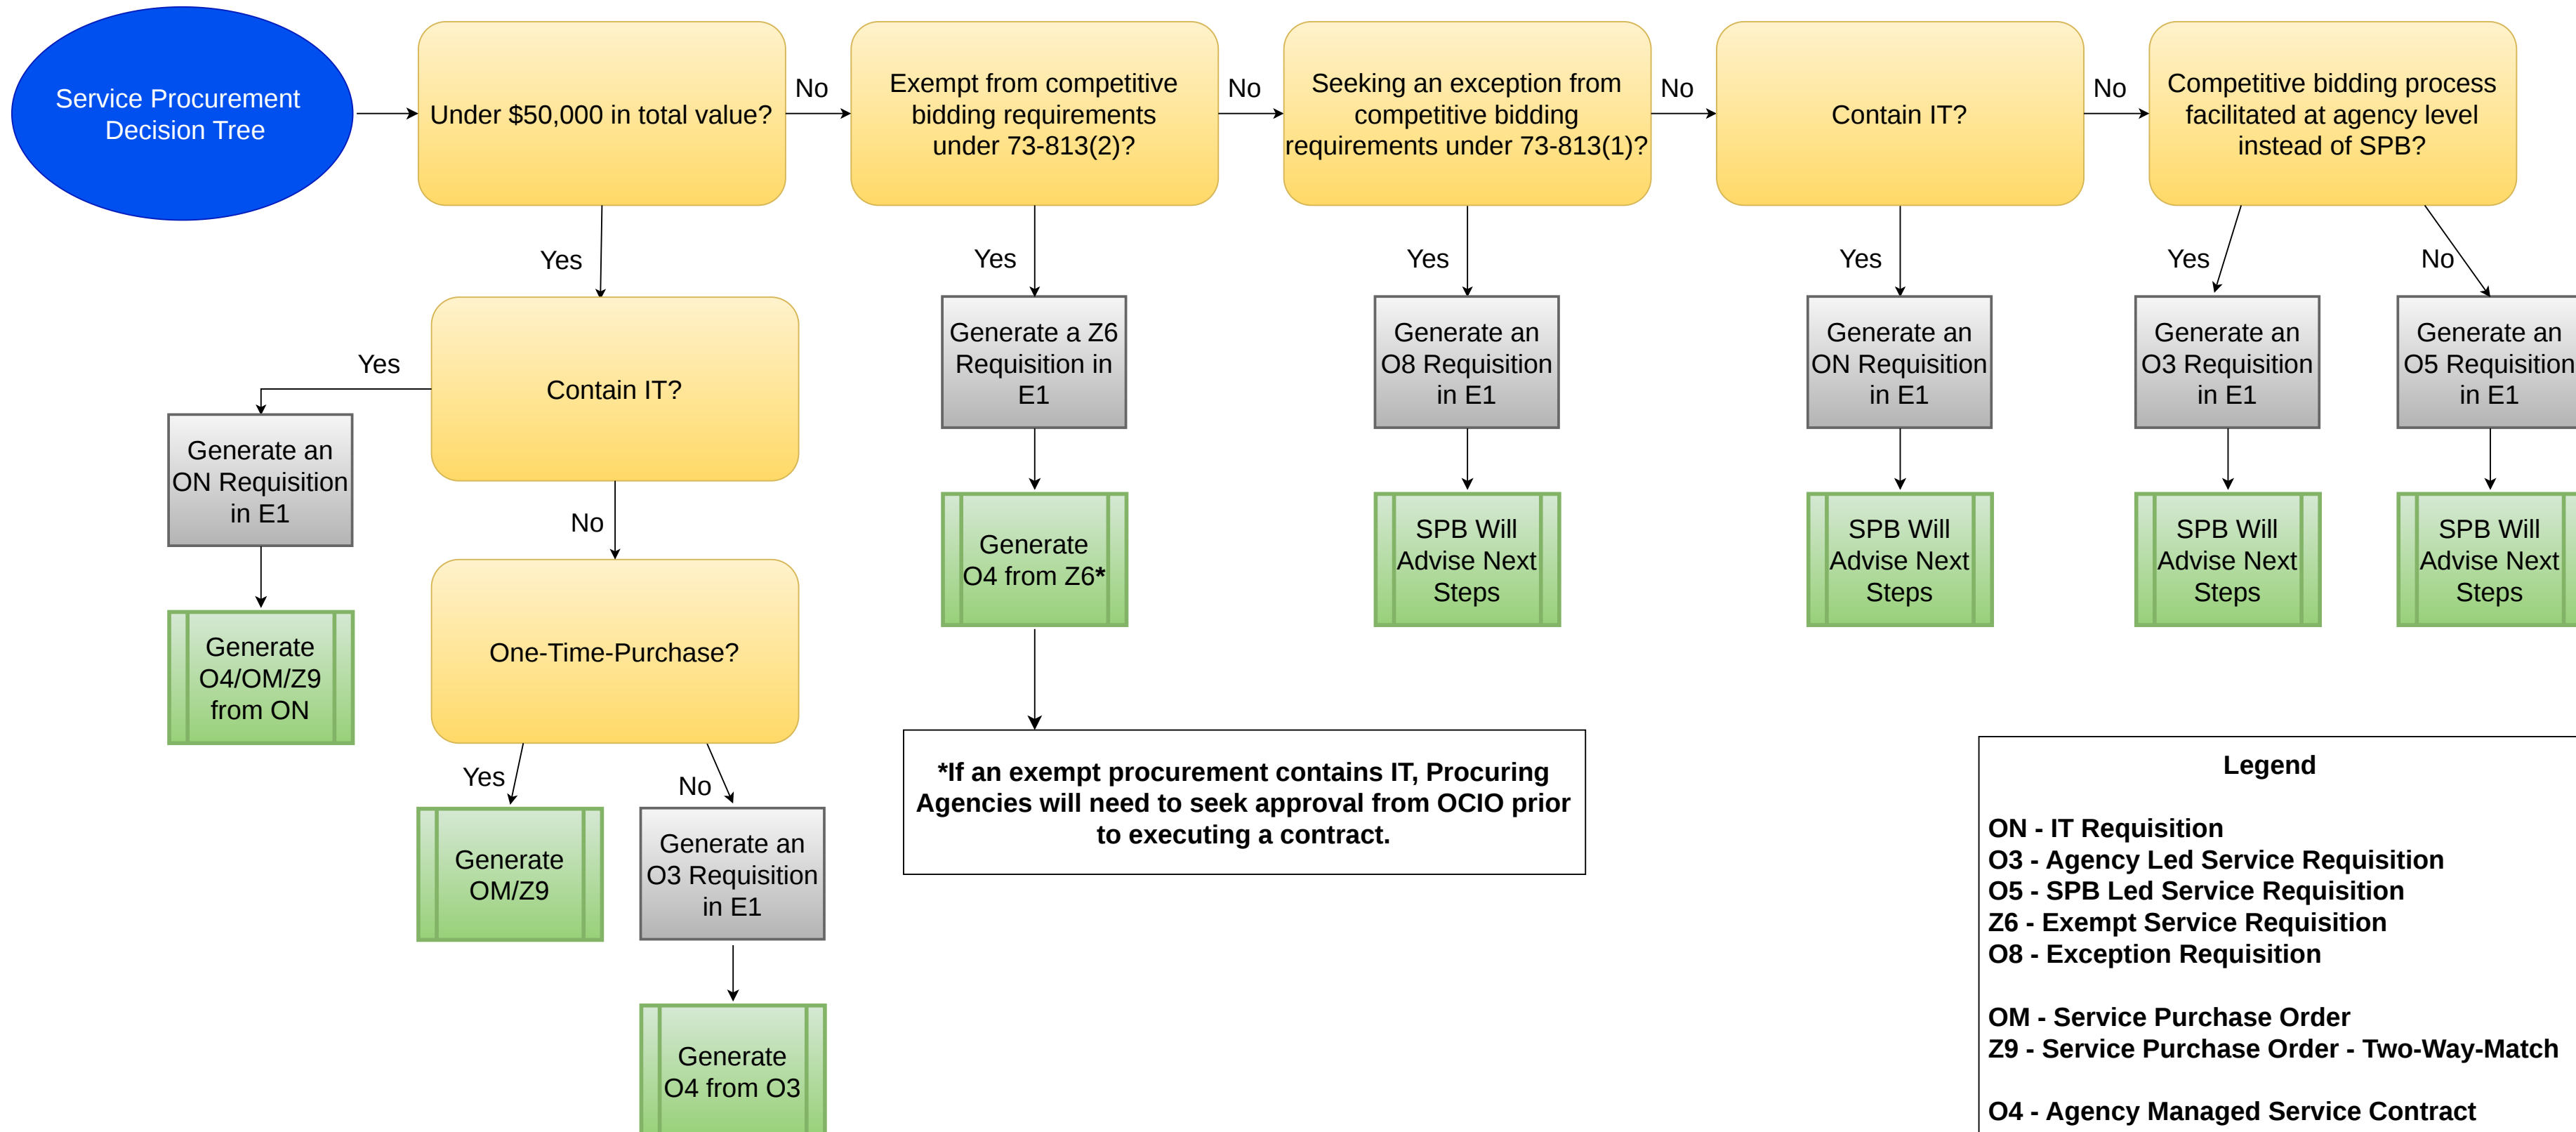 Service Procurement
Decision Tree
Under $50,000 in total value?
No
Exempt from competitive
bidding requirements
under 73-813(2)?
No
Seeking an exception from
competitive bidding
requirements under 73-813(1)?
No
Contain IT?
No
Competitive bidding process
facilitated at agency level
instead of SPB?
Yes
Yes
Yes
Yes
Yes
No
Contain IT?
Yes
Generate an
ON Requisition
in E1
Generate
O4/OM/Z9
from ON
No
One-Time-Purchase?
Yes
Generate
OM/Z9
No
Generate an
O3 Requisition
in E1
Generate
O4 from O3
Generate a Z6
Requisition in
E1
Generate
O4 from Z6*
*If an exempt procurement contains IT, Procuring
Agencies will need to seek approval from OCIO prior
to executing a contract.
Generate an
O8 Requisition
in E1
SPB Will
Advise Next
Steps
Generate an
ON Requisition
in E1
SPB Will
Advise Next
Steps
Generate an
O3 Requisition
in E1
SPB Will
Advise Next
Steps
Generate an
O5 Requisition
in E1
SPB Will
Advise Next
Steps
Legend
ON - IT Requisition
O3 - Agency Led Service Requisition
O5 - SPB Led Service Requisition
Z6 - Exempt Service Requisition
O8 - Exception Requisition
OM - Service Purchase Order
Z9 - Service Purchase Order - Two-Way-Match
O4 - Agency Managed Service Contract